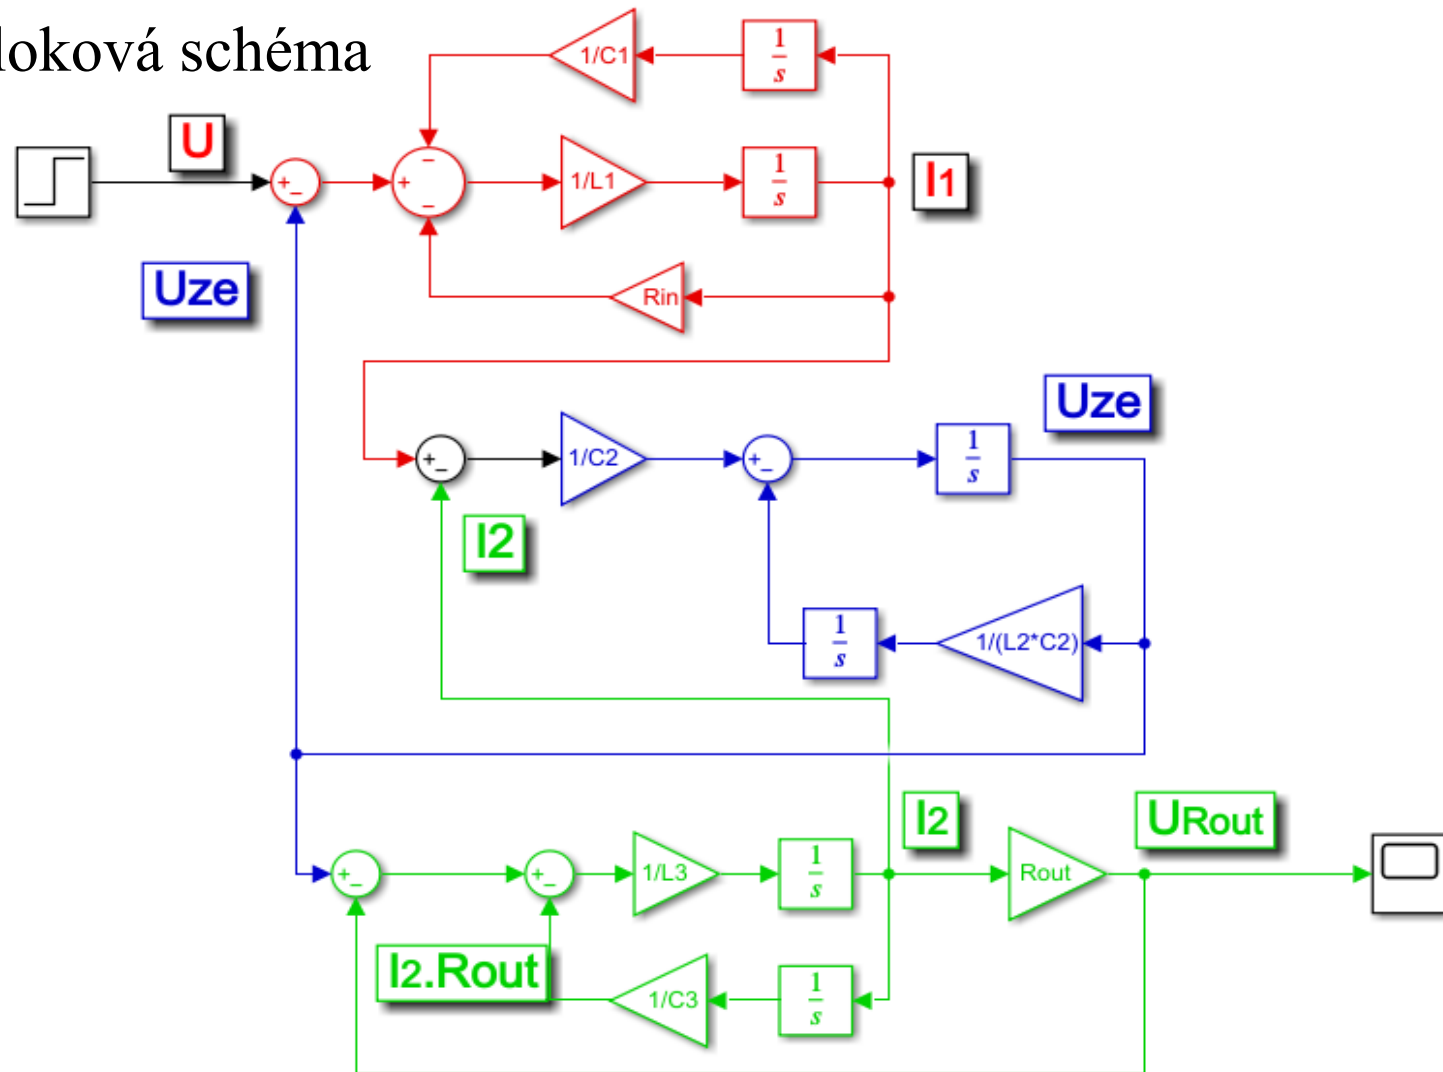 loková schéma
1/C1
1
s
U
+
−
−
+
−
1/L1
1
s
I1
Uze
Rin
Uze
+
−
1/C2
+
−
1
s
I2
1
s
1/(L2*C2)
I2
URout
+
−
+
−
1/L3
1
s
Rout
I2.Rout
1/C3
1
s